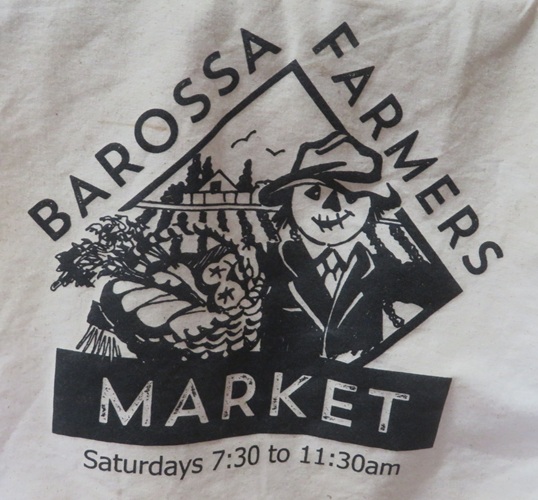 BAROSSA FARMERS
MARKET
Saturdays 7:30 to 11:30am